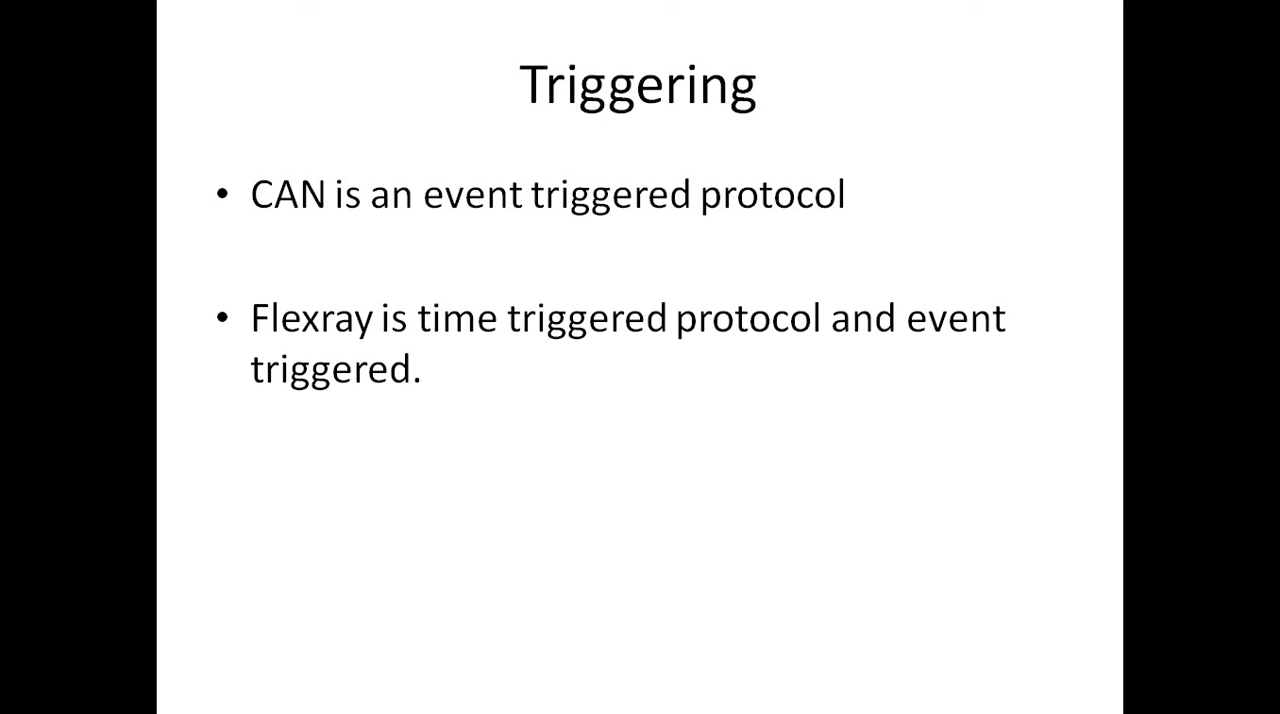 Triggering
• CAN is an event triggered protocol
• Flexray is time triggered protocol and event
triggered.